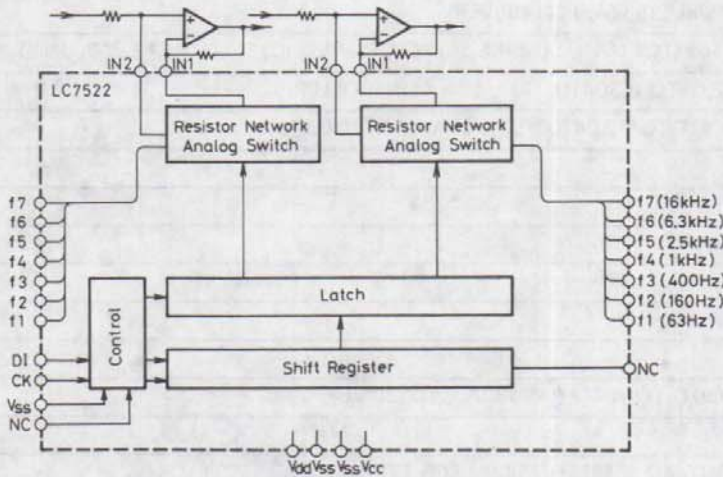 +
−
+
−
IN2
IN1
IN2
IN1
LC7522
Resistor Network
Analog Switch
Resistor Network
Analog Switch
f7
f6
f5
f4
f3
f2
f1
f7 (16kHz)
f6 (6,3kHz)
f5 (2,5kHz)
f4 (1kHz)
f3 (400Hz)
f2 (160Hz)
f1 (63Hz)
Control
Latch
Shift Register
DI
CK
Vss
NC
NC
Vdd Vss Vss Vcc